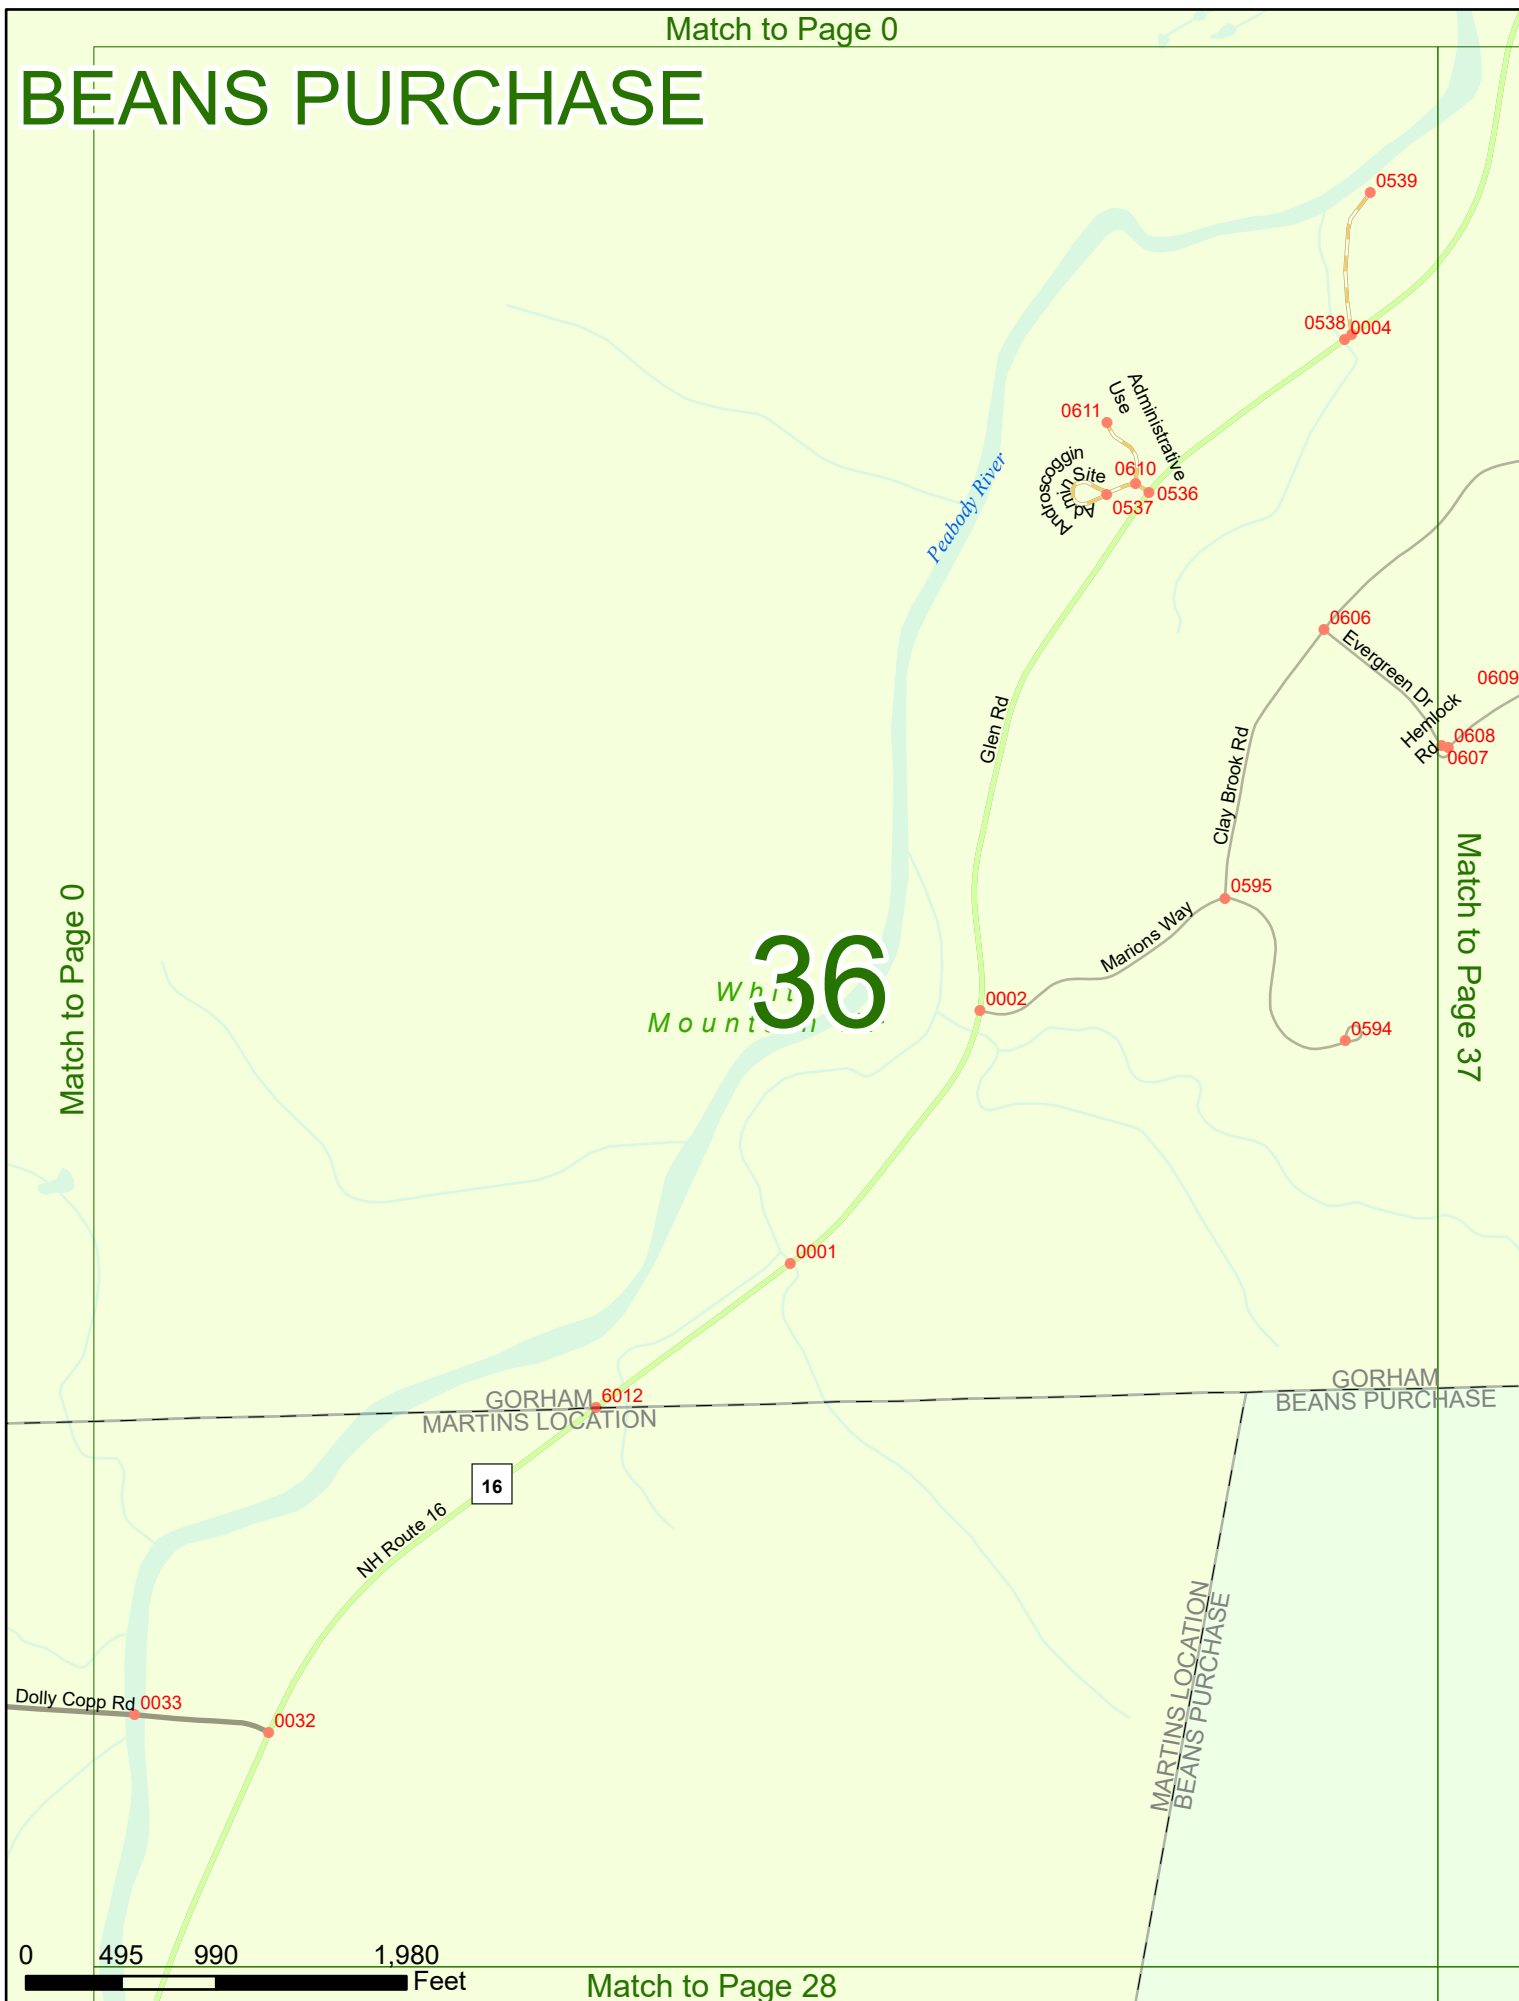 Match to Page 0
BEANS PURCHASE
0539
0538
0004
Administrative
Use
0611
Androscoggin
Admin Site
0610
0536
0537
Peabody River
0606
Evergreen Dr
0609
Hemlock
Rd
0608
0607
Glen Rd
Clay Brook Rd
Match to Page 0
Match to Page 37
0595
Marions Way
36
0002
0594
0001
GORHAM
6012
MARTINS LOCATION
GORHAM
BEANS PURCHASE
16
NH Route 16
MARTINS LOCATION
BEANS PURCHASE
Dolly Copp Rd
0033
0032
0 495 990 1,980
Feet
Match to Page 28